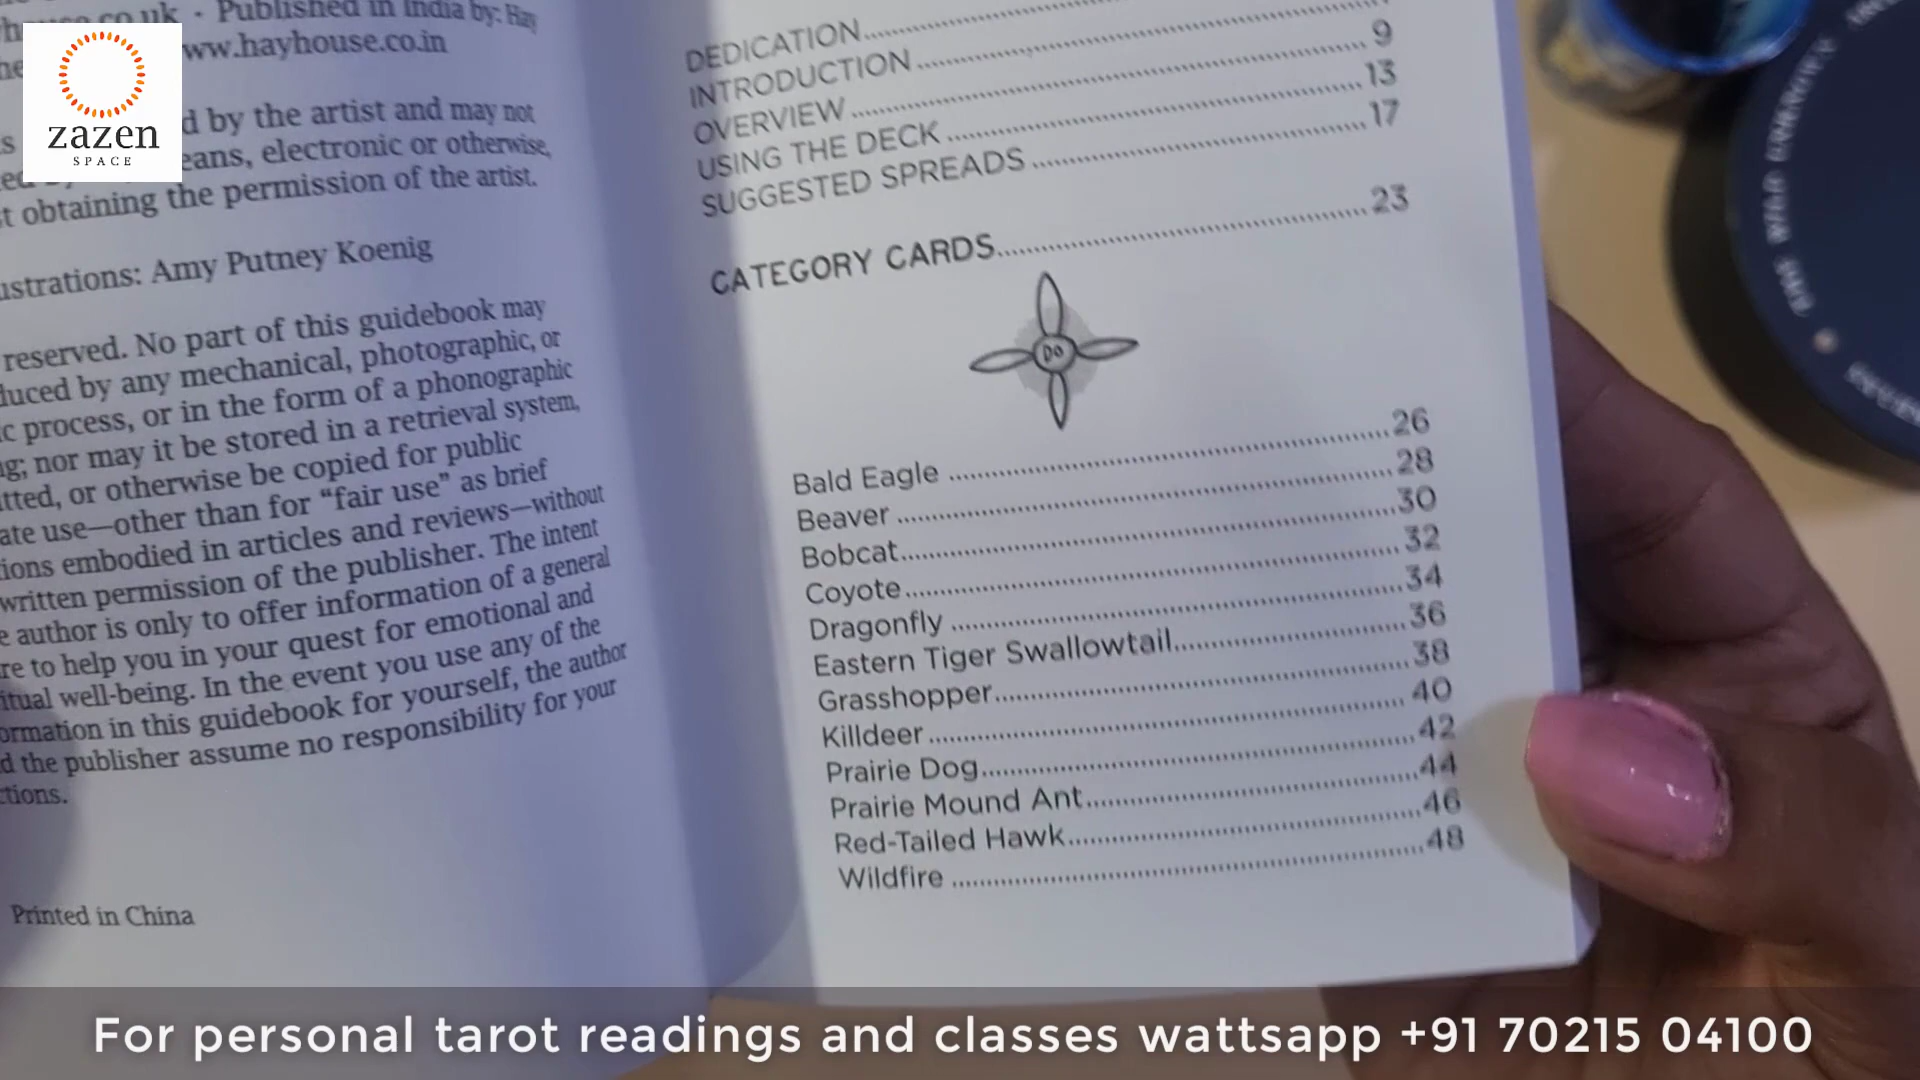 house.co.uk • Published in India by: Hay
www.hayhouse.co.in
zazen
SPACE
d by the artist and may not
eans, electronic or otherwise,
obtaining the permission of the artist.
ustrations: Amy Putney Koenig
reserved. No part of this guidebook may
duced by any mechanical, photographic, or
c process, or in the form of a phonographic
g; nor may it be stored in a retrieval system,
tted, or otherwise be copied for public
ate use—other than for “fair use” as brief
tions embodied in articles and reviews—without
written permission of the publisher. The intent
e author is only to offer information of a general
re to help you in your quest for emotional and
itual well-being. In the event you use any of the
ormation in this guidebook for yourself, the author
d the publisher assume no responsibility for your
ctions.
Printed in China
DEDICATION
INTRODUCTION
OVERVIEW 9
USING THE DECK 13
SUGGESTED SPREADS 17
CATEGORY CARDS 23
DO
Bald Eagle 26
Beaver 28
Bobcat 30
Coyote 32
Dragonfly 34
Eastern Tiger Swallowtail 36
Grasshopper 38
Killdeer 40
Prairie Dog 42
Prairie Mound Ant 44
Red-Tailed Hawk 46
Wildfire 48
THE WILD
For personal tarot readings and classes wattsapp +91 70215 04100